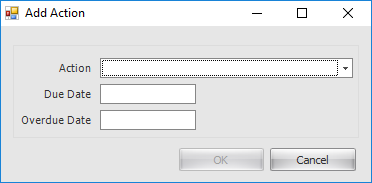 Add Action
Action
Due Date
Overdue Date
OK Cancel